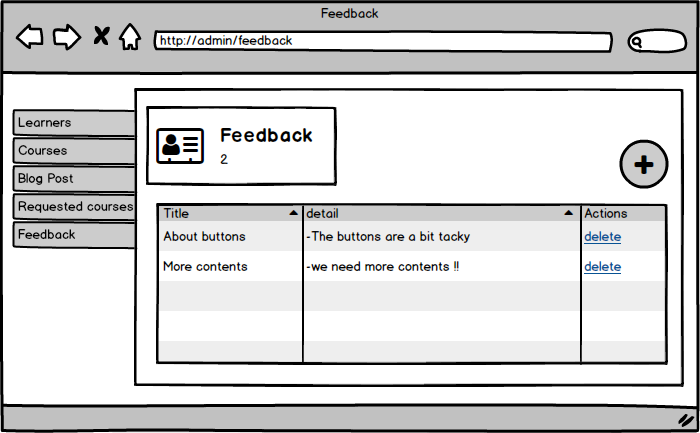 Feedback
http://admin/feedback
Learners
Courses
Blog Post
Requested courses
Feedback
Feedback
2
Title detail Actions
About buttons -The buttons are a bit tacky delete
More contents -we need more contents !! delete